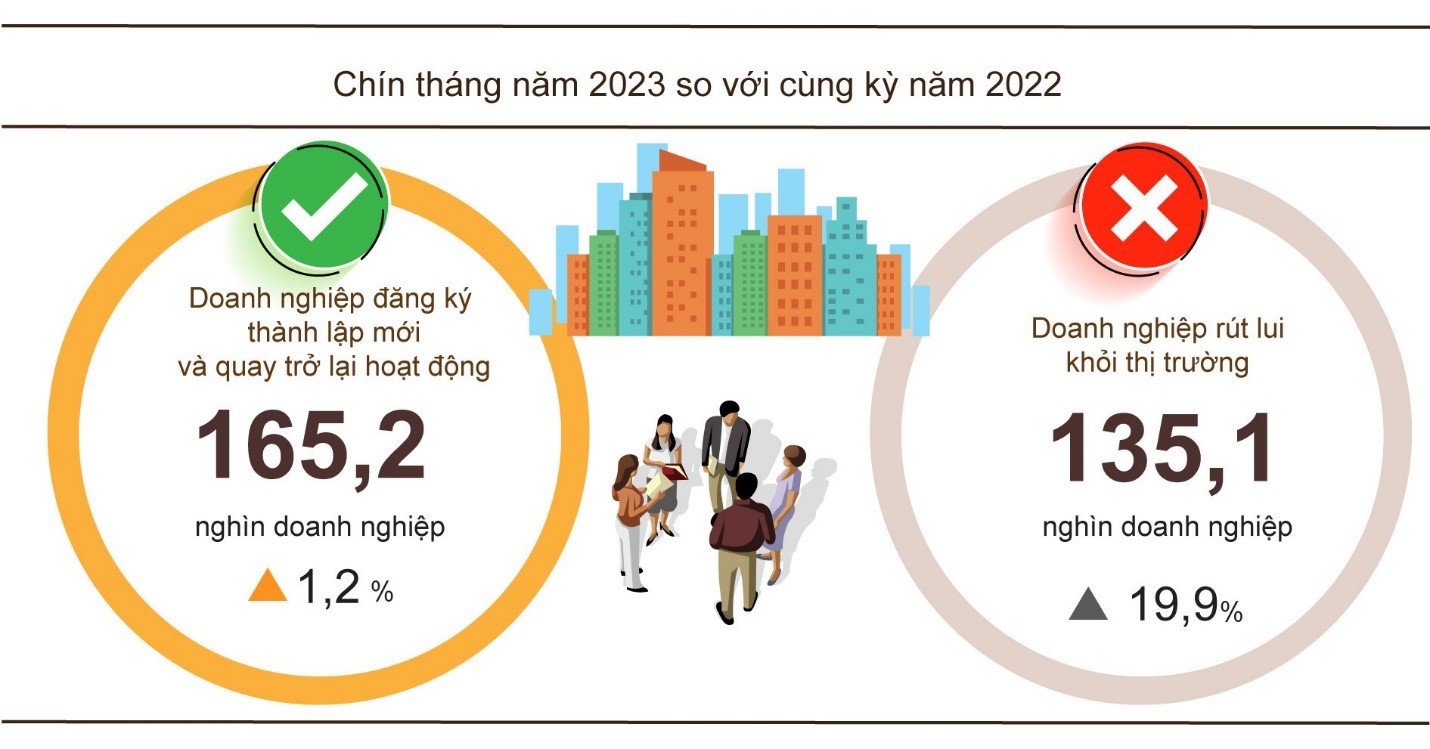 Chín tháng năm 2023 so với cùng kỳ năm 2022
Doanh nghiệp đăng ký
thành lập mới
và quay trở lại hoạt động
165,2
nghìn doanh nghiệp
1,2 %
Doanh nghiệp rút lui
khỏi thị trường
135,1
nghìn doanh nghiệp
19,9%